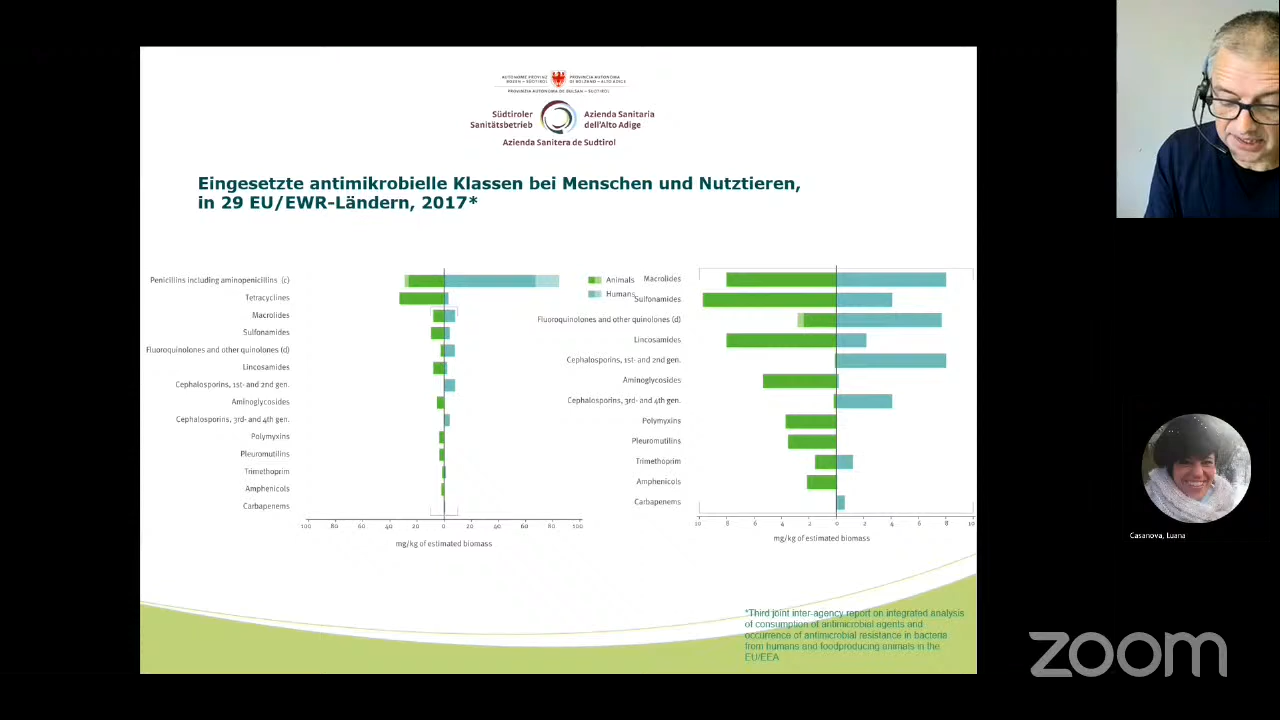 AUTONOME PROVINZ
BOZEN - SÜDTIROL
PROVINCIA AUTONOMA
DI BOLZANO - ALTO ADIGE
PROVINZIA AUTONOMA DE BULSAN - SÜDTIROL
Südtiroler
Sanitätsbetrieb
Azienda Sanitaria
dell'Alto Adige
Azienda Sanitera de Sudtirol
Eingesetzte antimikrobielle Klassen bei Menschen und Nutztieren,
in 29 EU/EWR-Ländern, 2017*
Penicillins including aminopenicillins (c)
Tetracyclines
Macrolides
Sulfonamides
Fluoroquinolones and other quinolones (d)
Lincosamides
Cephalosporins, 1st- and 2nd gen.
Aminoglycosides
Cephalosporins, 3rd- and 4th gen.
Polymyxins
Pleuromutilins
Trimethoprim
Amphenicols
Carbapenems
100 80 60 40 20 0 20 40 60 80 100
mg/kg of estimated biomass
Animals
Humans
Macrolides
Sulfonamides
Fluoroquinolones and other quinolones (d)
Lincosamides
Cephalosporins, 1st- and 2nd gen.
Aminoglycosides
Cephalosporins, 3rd- and 4th gen.
Polymyxins
Pleuromutilins
Trimethoprim
Amphenicols
Carbapenems
10 8 6 4 2 0 2 4 6 8 10
mg/kg of estimated biomass
*Third joint inter-agency report on integrated analysis
of consumption of antimicrobial agents and
occurrence of antimicrobial resistance in bacteria
from humans and foodproducing animals in the
EU/EEA
Casanova, Luana
zoom